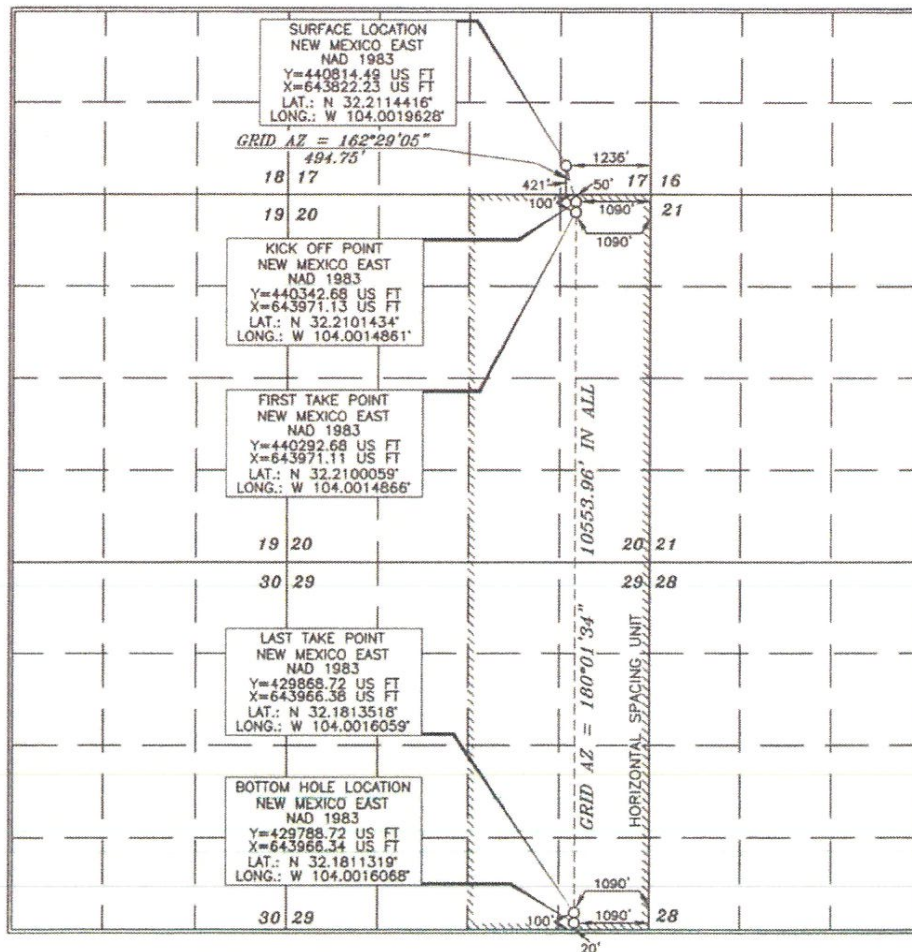 SURFACE LOCATION
NEW MEXICO EAST
NAD 1983
Y=440814.49 US FT
X=643822.23 US FT
LAT.: N 32.2114416°
LONG.: W 104.0019628°
GRID AZ = 162°29'05"
494.75'
1236'
18 17
421'
50'
17 16
19 20
100'
1090'
21
1090'
KICK OFF POINT
NEW MEXICO EAST
NAD 1983
Y=440342.68 US FT
X=643971.13 US FT
LAT.: N 32.2101434°
LONG.: W 104.0014861°
FIRST TAKE POINT
NEW MEXICO EAST
NAD 1983
Y=440292.68 US FT
X=643971.11 US FT
LAT.: N 32.2100059°
LONG.: W 104.0014866°
GRID AZ = 180°01'34" 10553.96' IN ALL
19 20
20 21
30 29
29 28
HORIZONTAL SPACING UNIT
LAST TAKE POINT
NEW MEXICO EAST
NAD 1983
Y=429868.72 US FT
X=643966.38 US FT
LAT.: N 32.1813518°
LONG.: W 104.0016059°
BOTTOM HOLE LOCATION
NEW MEXICO EAST
NAD 1983
Y=429788.72 US FT
X=643966.34 US FT
LAT.: N 32.1811319°
LONG.: W 104.0016068°
1090'
30 29
100'
1090'
28
20'